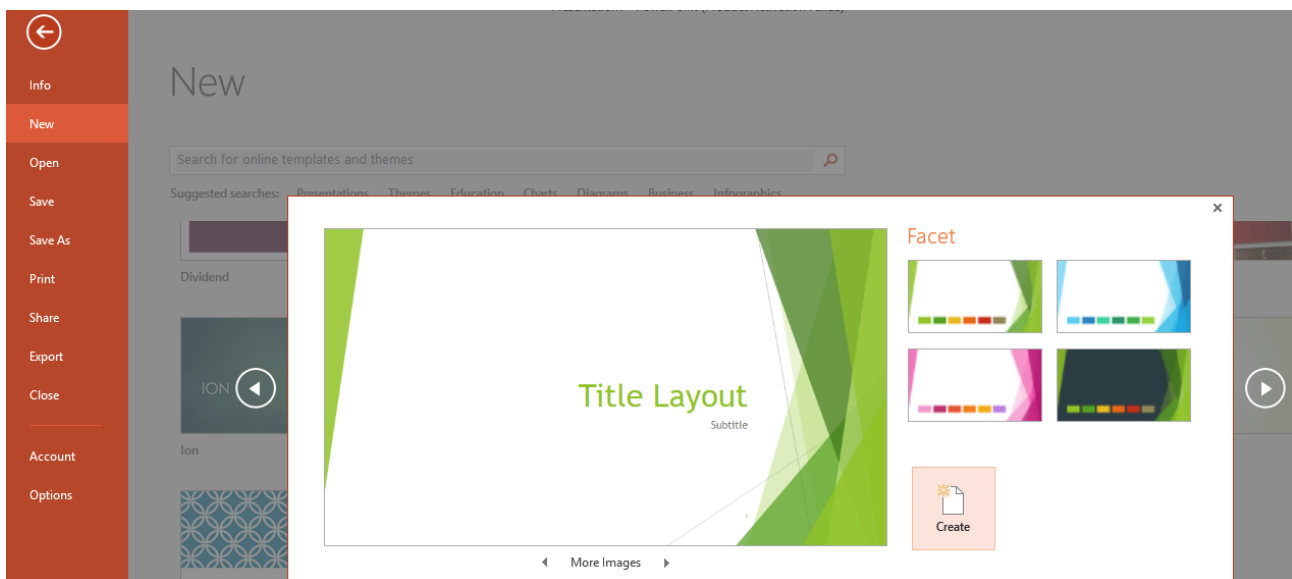 Info
New
Open
Save
Save As
Print
Share
Export
Close
Account
Options
New
Search for online templates and themes
Suggested searches: Presentations Themes Education Charts Diagrams Business Infographics
Dividend
ION
Ion
Title Layout
Subtitle
More Images
Facet
Create